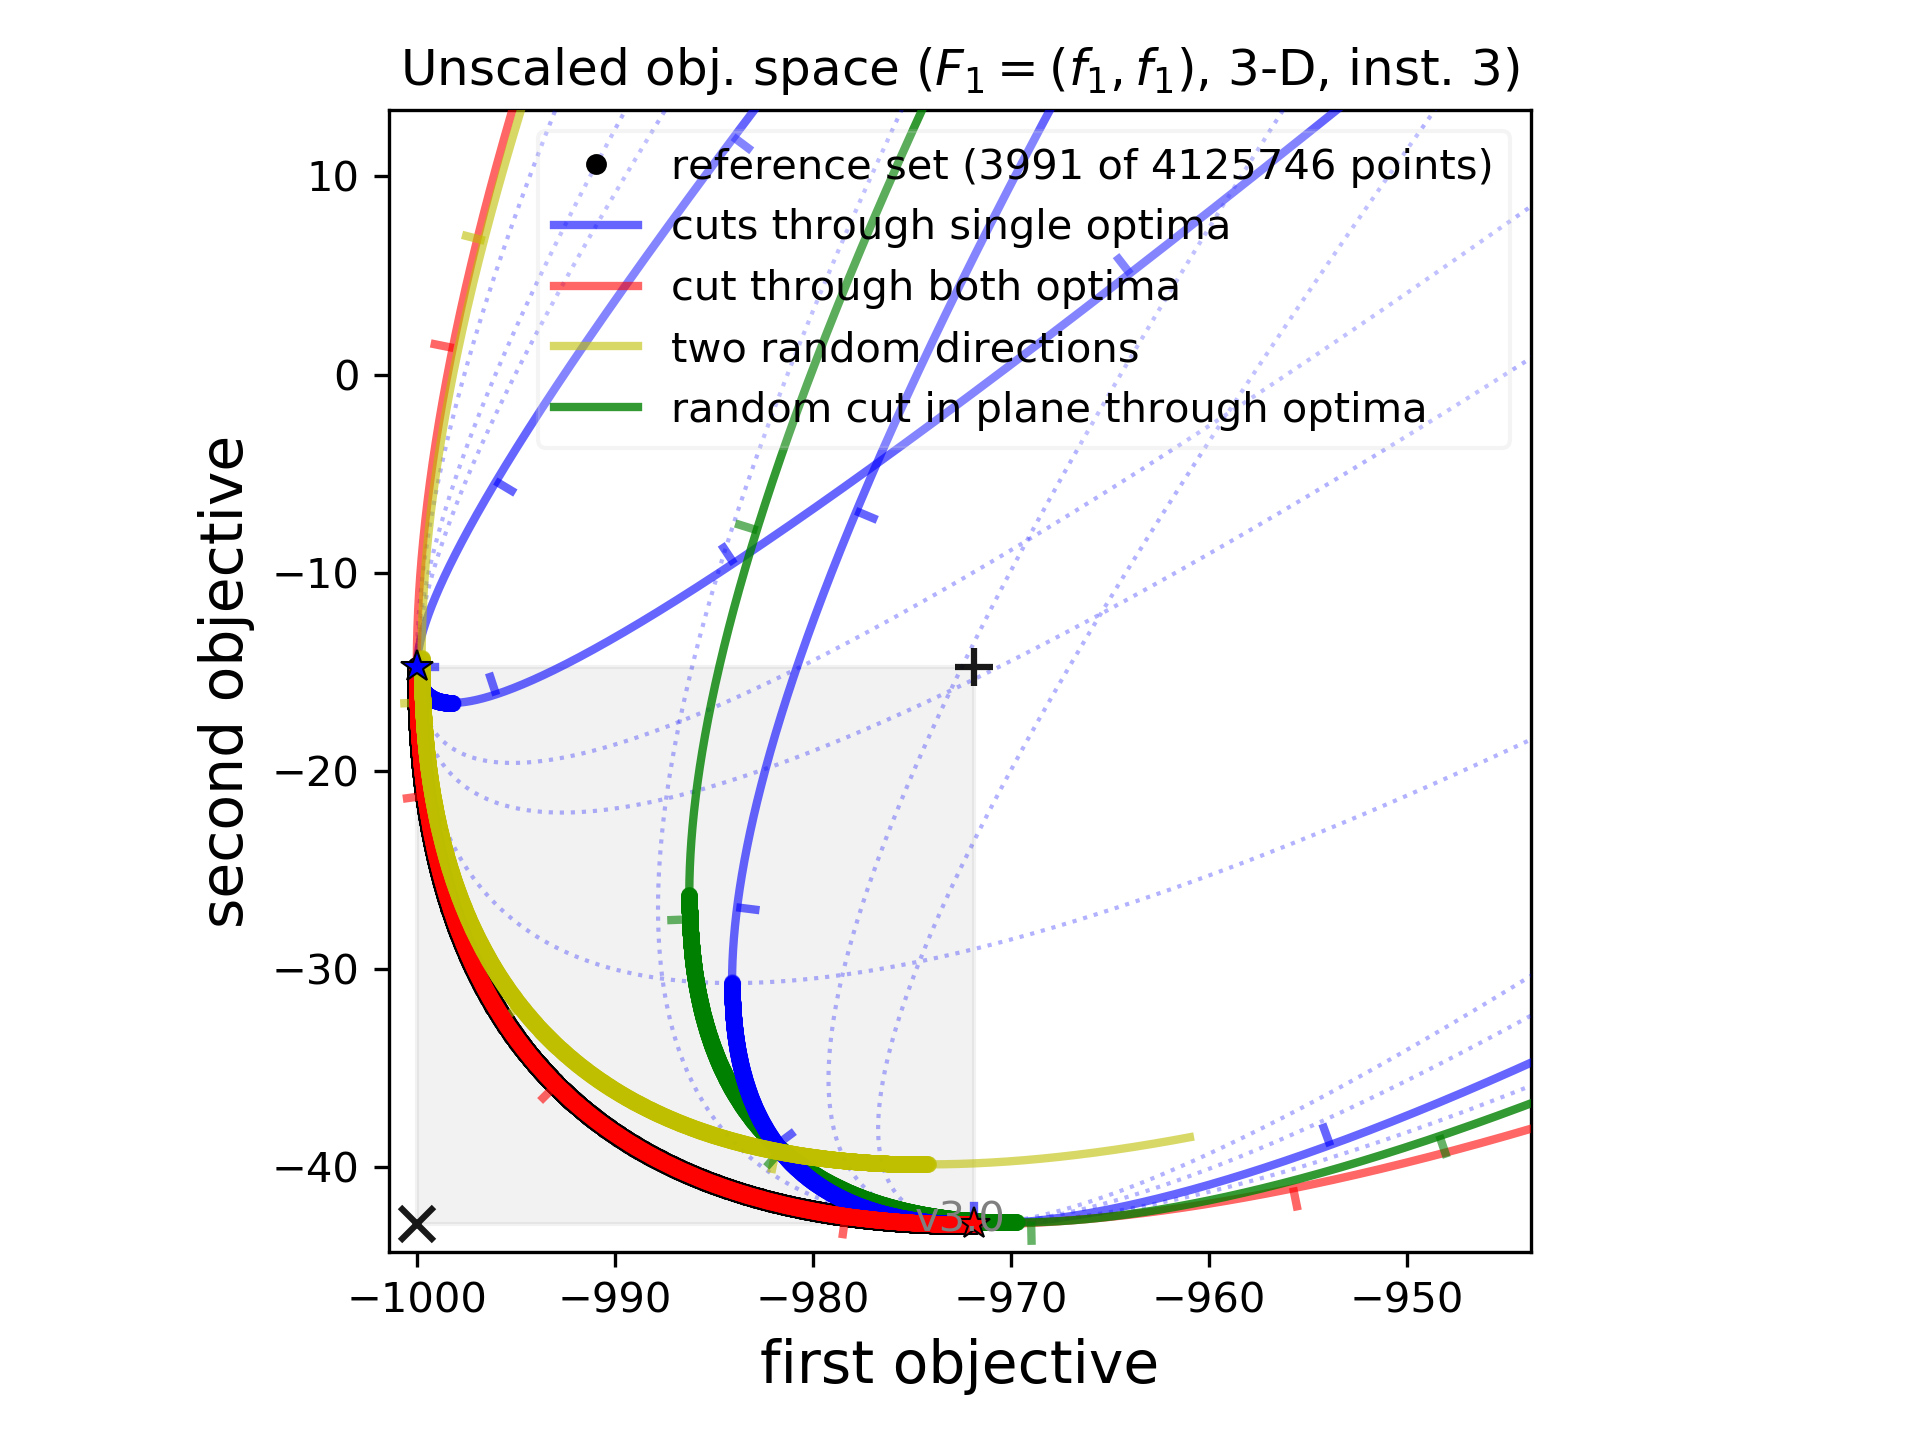 Unscaled obj. space (F₁ = (f₁, f₁), 3-D, inst. 3)
reference set (3991 of 4125746 points)
cuts through single optima
cut through both optima
two random directions
random cut in plane through optima
10
0
−10
−20
−30
−40
second objective
v3.0
−1000
−990
−980
−970
−960
−950
first objective